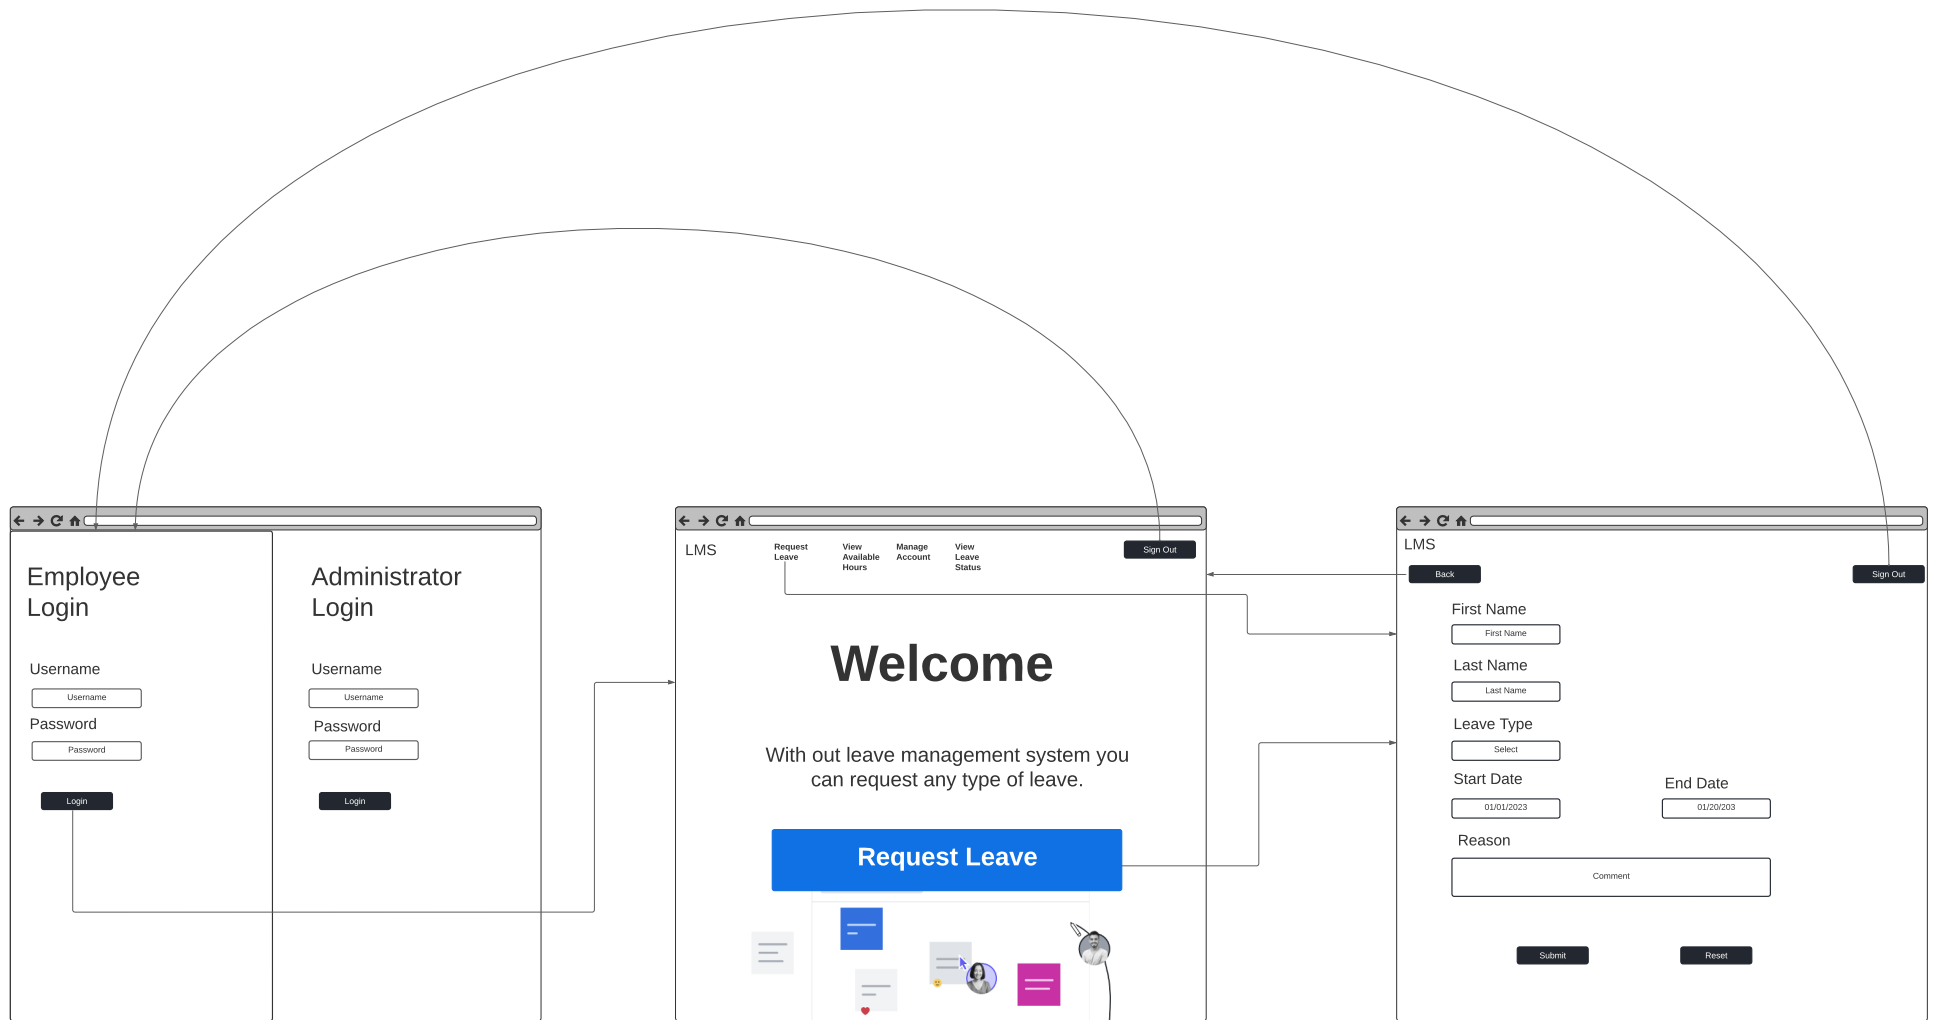 Employee
Login
Username
Username
Password
Password
Login
Administrator
Login
Username
Username
Password
Password
Login
LMS
Request
Leave
View
Available
Hours
Manage
Account
View
Leave
Status
Sign Out
Welcome
With out leave management system you
can request any type of leave.
Request Leave
LMS
Back
Sign Out
First Name
First Name
Last Name
Last Name
Leave Type
Select
Start Date
01/01/2023
End Date
01/20/203
Reason
Comment
Submit
Reset